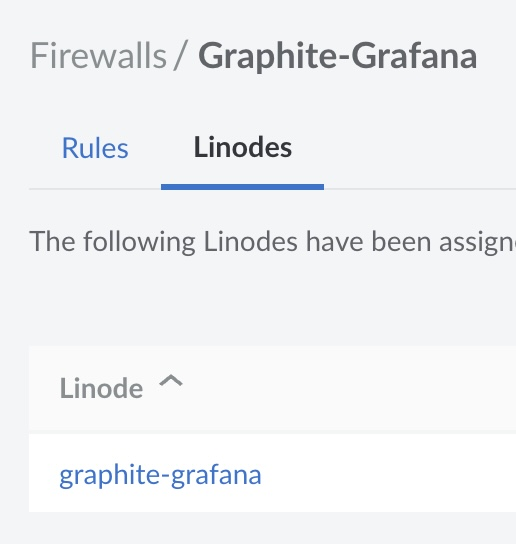 Firewalls / Graphite-Grafana
Rules Linodes
The following Linodes have been assign
Linode
graphite-grafana